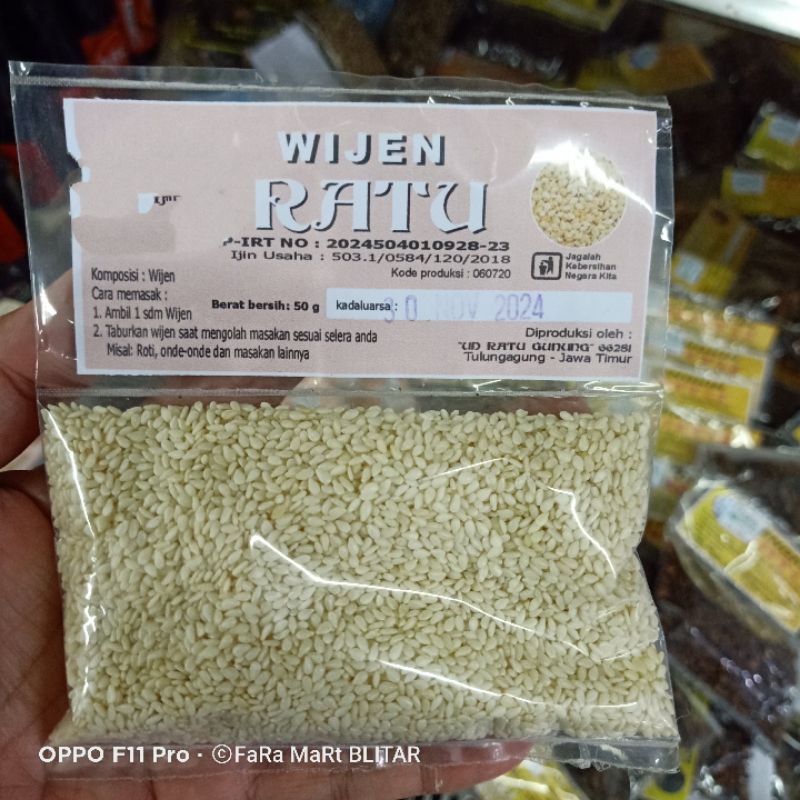 WIJEN
RATU
P-IRT NO : 2024504010928-23
Ijin Usaha : 503.1/0584/120/2018
Kode produksi : 060720
Jagalah
Kebersihan
Negara Kita
Komposisi : Wijen
Cara memasak :
1. Ambil 1 sdm Wijen
2. Taburkan wijen saat mengolah masakan sesuai selera anda
Misal: Roti, onde-onde dan masakan lainnya
Berat bersih: 50 g
kadaluarsa : 30 NOV 2024
Diproduksi oleh :
"UD RATU GUNUNG" 66281
Tulungagung - Jawa Timur
OPPO F11 Pro · ©FaRa MaRt BLITAR